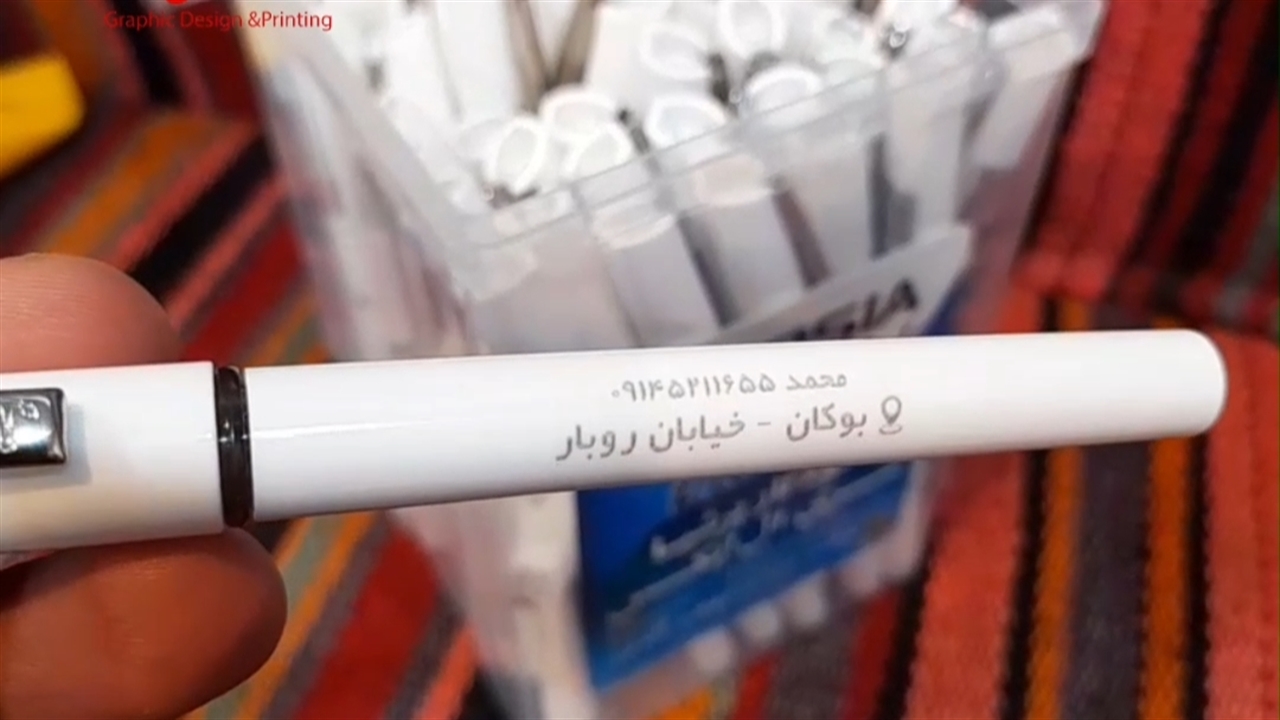 Graphic Design &Printing
محمد ۰۹۱۴۵۲۱۱۶۵۵
بوکان - خیابان روبار